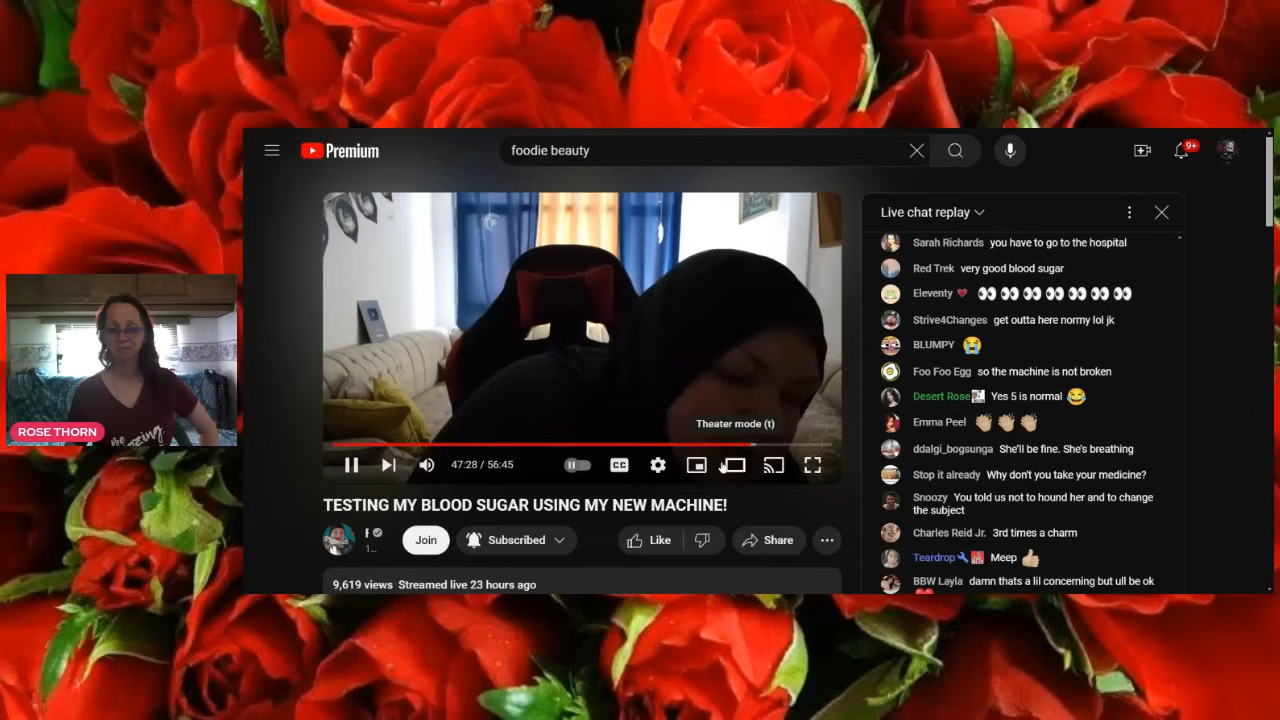 Premium
foodie beauty
9+
Live chat replay
Sarah Richards you have to go to the hospital
Red Trek very good blood sugar
Eleventy
Strive4Changes get outta here normy lol jk
BLUMPY
Foo Foo Egg so the machine is not broken
Desert Rose Yes 5 is normal
Emma Peel
ddalgi_bogsunga She'll be fine. She's breathing
Stop it already Why don't you take your medicine?
Snoozy You told us not to hound her and to change
the subject
Charles Reid Jr. 3rd times a charm
Teardrop Meep
BBW Layla damn thats a lil concerning but ull be ok
Theater mode (t)
47:28 / 56:45
CC
TESTING MY BLOOD SUGAR USING MY NEW MACHINE!
F
1...
Join
Subscribed
Like
Share
9,619 views Streamed live 23 hours ago
ROSE THORN